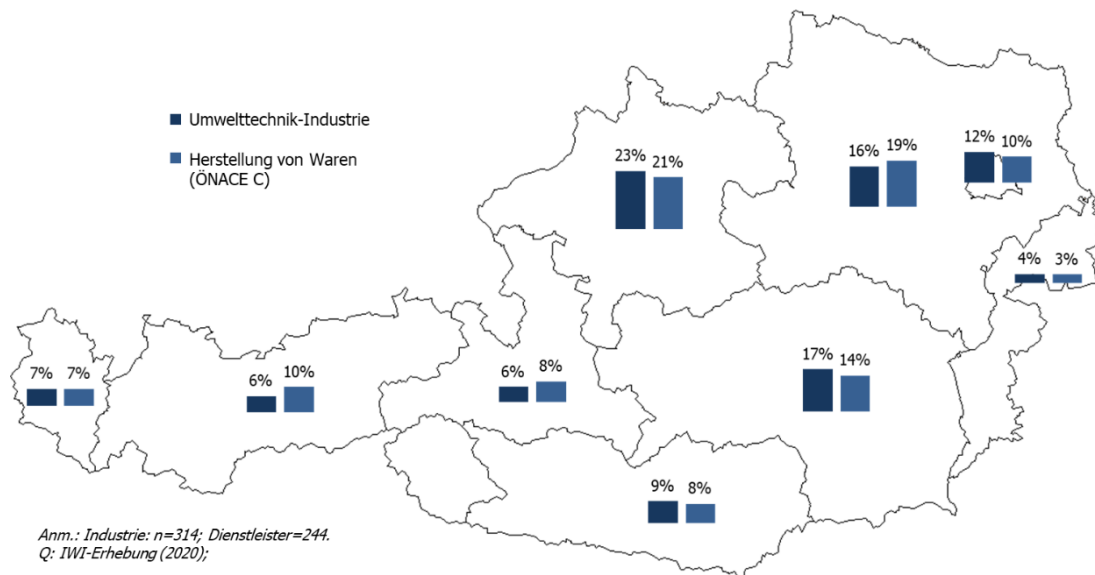 Umwelttechnik-Industrie
Herstellung von Waren
(ÖNACE C)
23% 21%
16% 19%
12% 10%
4% 3%
7% 7%
6% 10%
6% 8%
17% 14%
9% 8%
Anm.: Industrie: n=314; Dienstleister=244.
Q: IWI-Erhebung (2020);